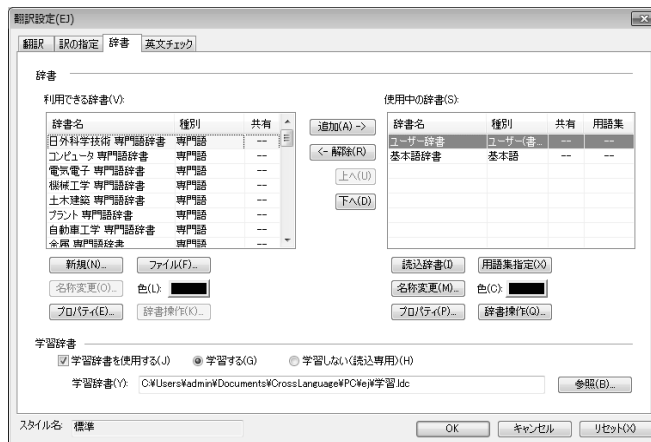 翻訳設定(EJ)
翻訳 訳の指定 辞書 英文チェック
辞書
利用できる辞書(V):
辞書名 種別 共有
日外科学技術 専門語辞書 専門語 --
コンピュータ 専門語辞書 専門語 --
電気電子 専門語辞書 専門語 --
機械工学 専門語辞書 専門語 --
土木建築 専門語辞書 専門語 --
プラント 専門語辞書 専門語 --
自動車工学 専門語辞書 専門語 --
金属 専門語辞書 専門語 --
追加(A) ->
<- 解除(R)
上へ(U)
下へ(D)
使用中の辞書(S):
辞書名 種別 共有 用語集
ユーザー辞書 ユーザー(書... -- --
基本語辞書 基本語 -- --
新規(N)... ファイル(F)...
名称変更(O)... 色(L):
プロパティ(E)... 辞書操作(K)...
読込辞書(I) 用語集指定(X)
名称変更(M)... 色(C):
プロパティ(P)... 辞書操作(Q)...
学習辞書
学習辞書を使用する(J) 学習する(G) 学習しない(読込専用)(H)
学習辞書(Y): C:¥Users¥admin¥Documents¥CrossLanguage¥PC¥ej¥学習.ldc 参照(B)...
スタイル名: 標準 OK キャンセル リセット(X)